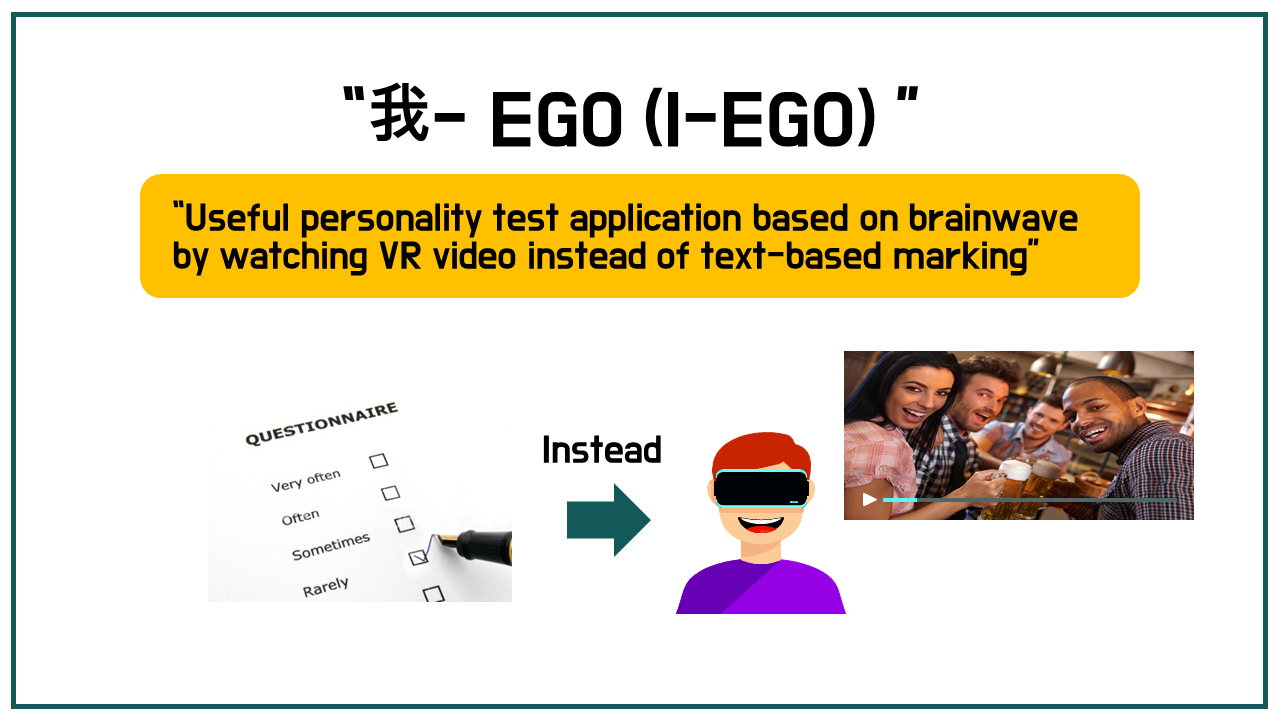 “我- EGO (I-EGO) ”
“Useful personality test application based on brainwave
by watching VR video instead of text-based marking”
QUESTIONNAIRE
Very often
Often
Sometimes
Rarely
Instead